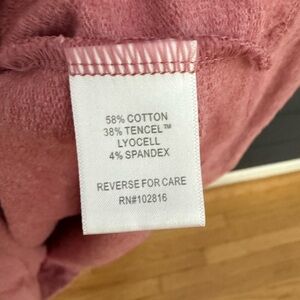 58% COTTON
38% TENCEL™
LYOCELL
4% SPANDEX
REVERSE FOR CARE
RN#102816